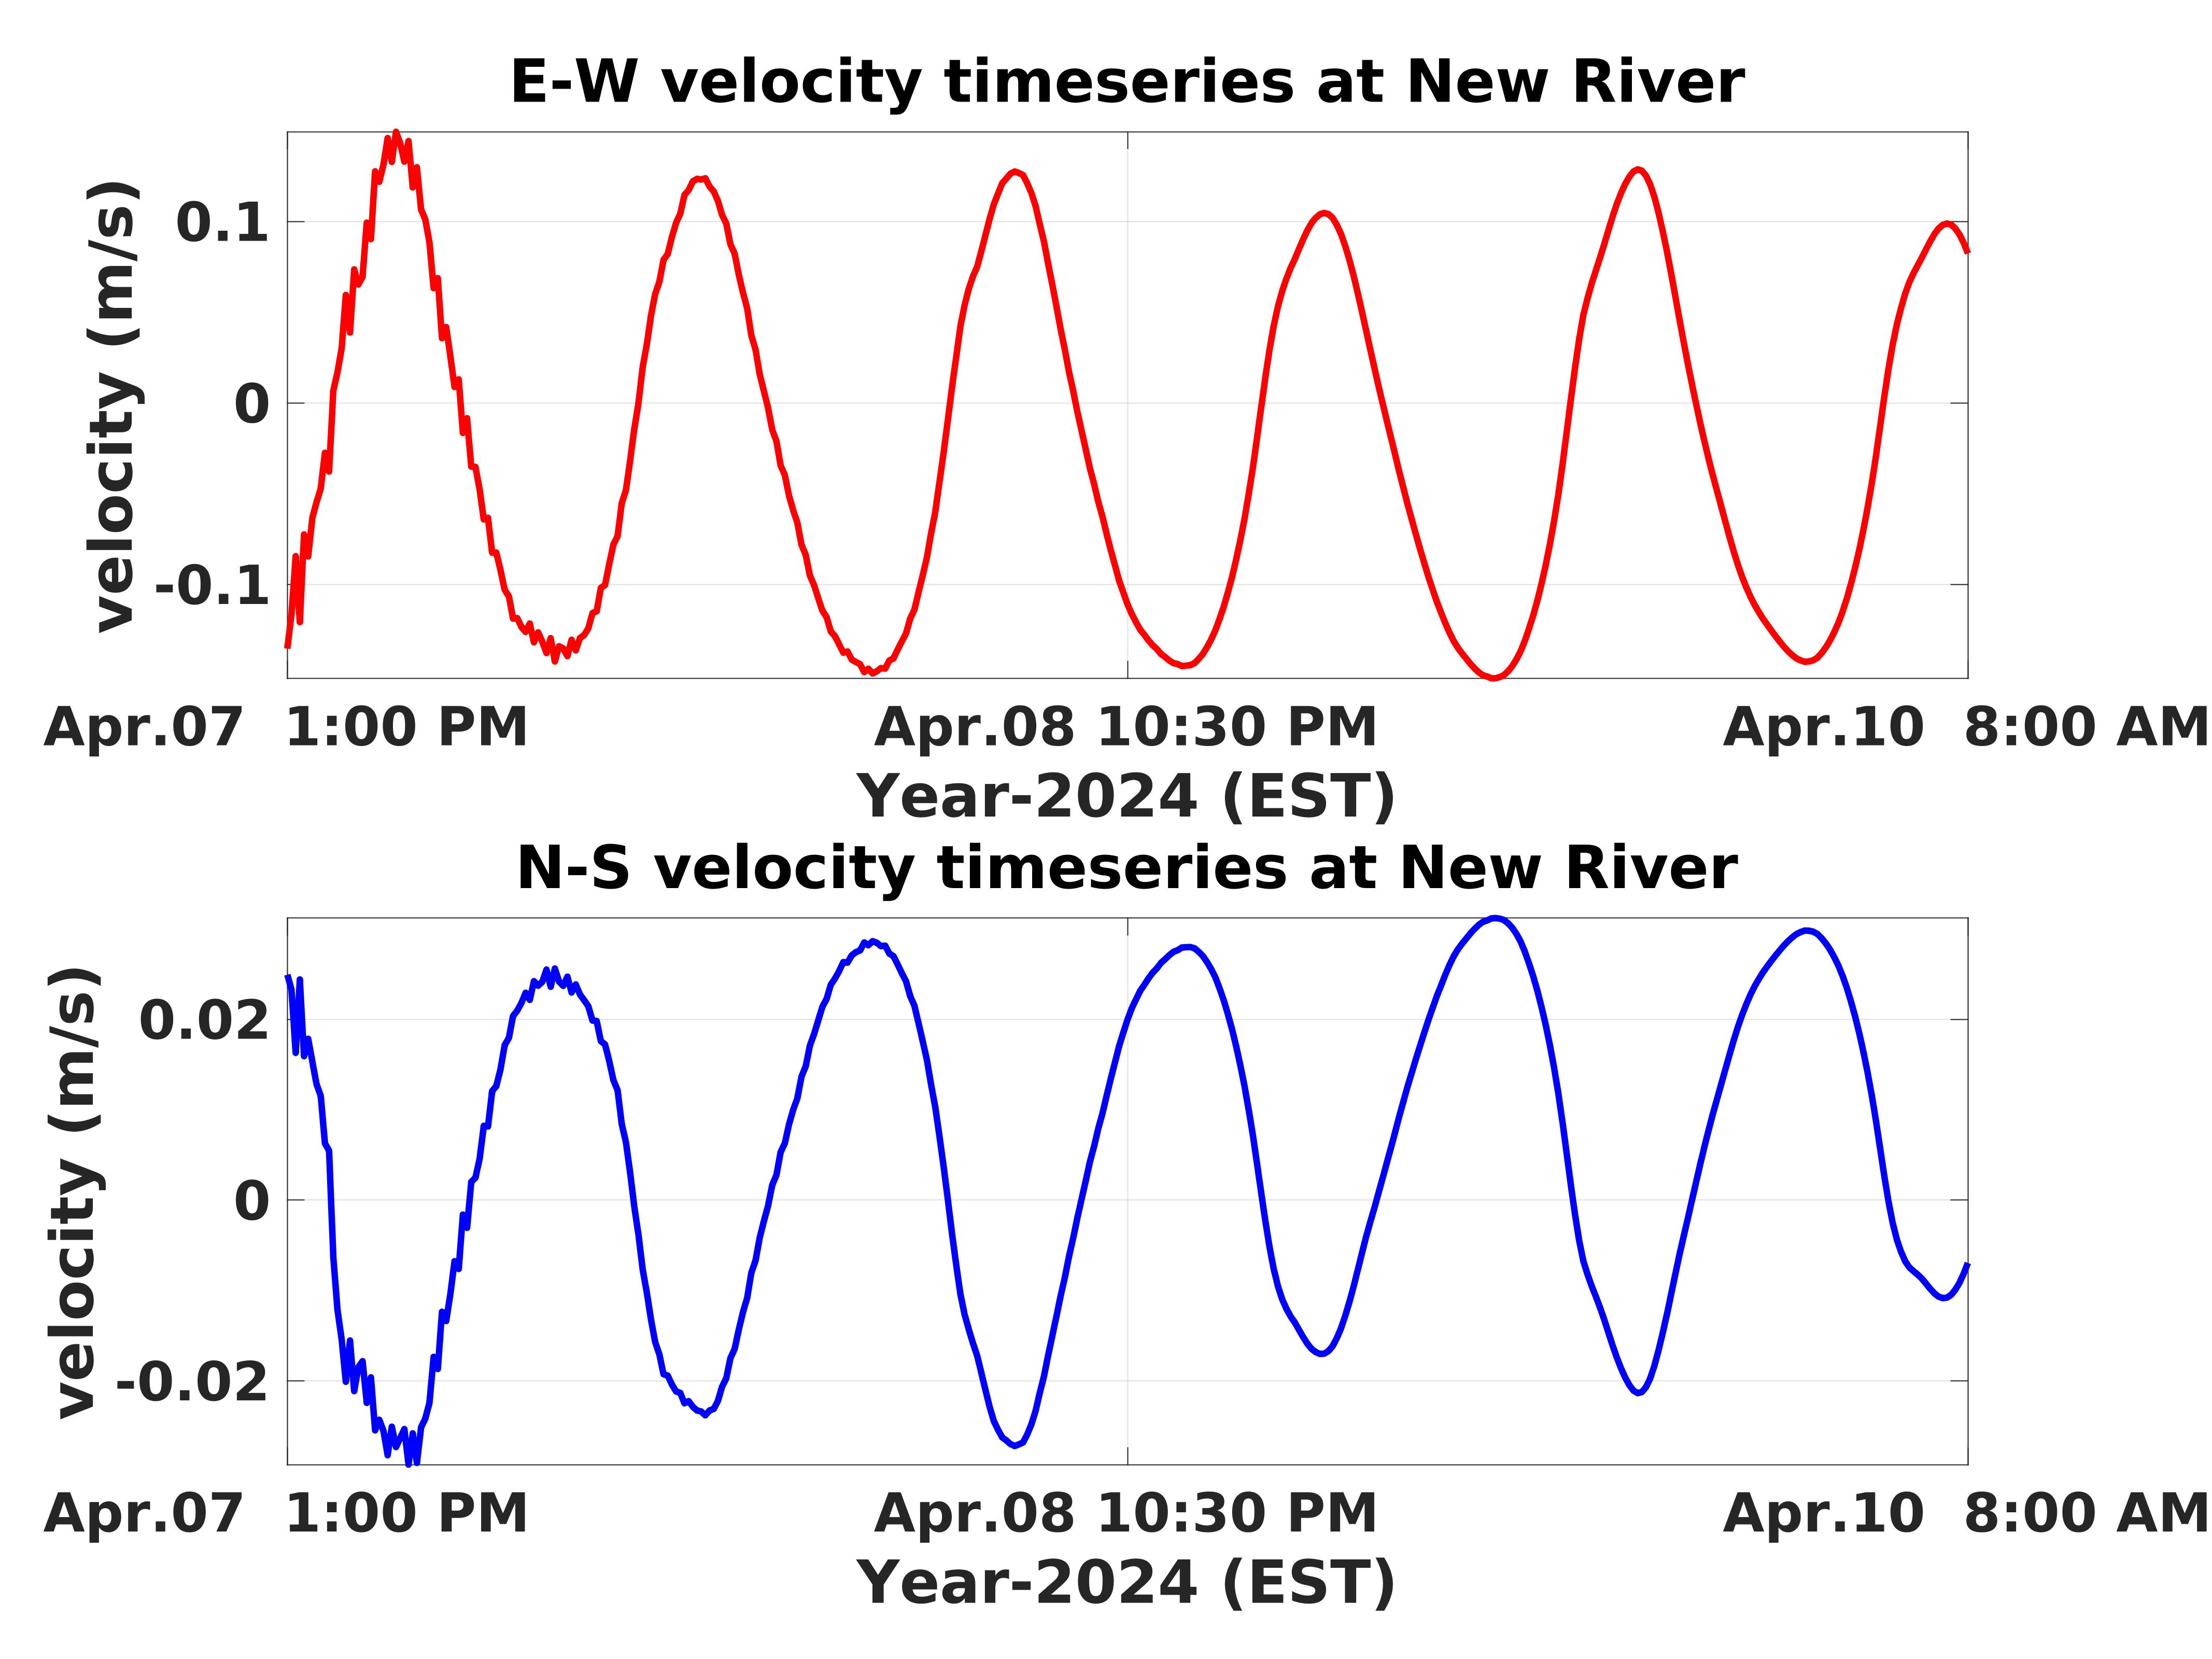 E-W velocity timeseries at New River
velocity (m/s)
0.1
0
-0.1
Apr.07  1:00 PM
Apr.08 10:30 PM
Apr.10  8:00 AM
Year-2024 (EST)
N-S velocity timeseries at New River
velocity (m/s)
0.02
0
-0.02
Apr.07  1:00 PM
Apr.08 10:30 PM
Apr.10  8:00 AM
Year-2024 (EST)